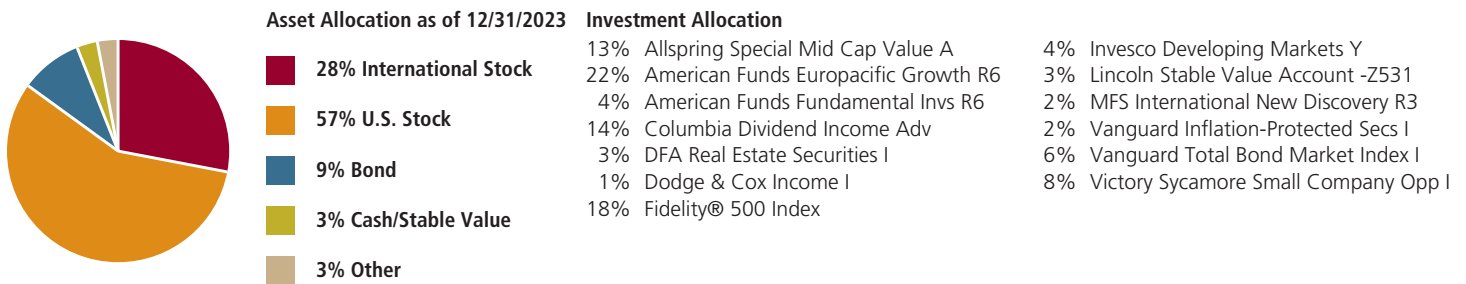 Asset Allocation as of 12/31/2023
28% International Stock
57% U.S. Stock
9% Bond
3% Cash/Stable Value
3% Other
Investment Allocation
13% Allspring Special Mid Cap Value A
22% American Funds Europacific Growth R6
4% American Funds Fundamental Invs R6
14% Columbia Dividend Income Adv
3% DFA Real Estate Securities I
1% Dodge & Cox Income I
18% Fidelity® 500 Index
4% Invesco Developing Markets Y
3% Lincoln Stable Value Account -Z531
2% MFS International New Discovery R3
2% Vanguard Inflation-Protected Secs I
6% Vanguard Total Bond Market Index I
8% Victory Sycamore Small Company Opp I